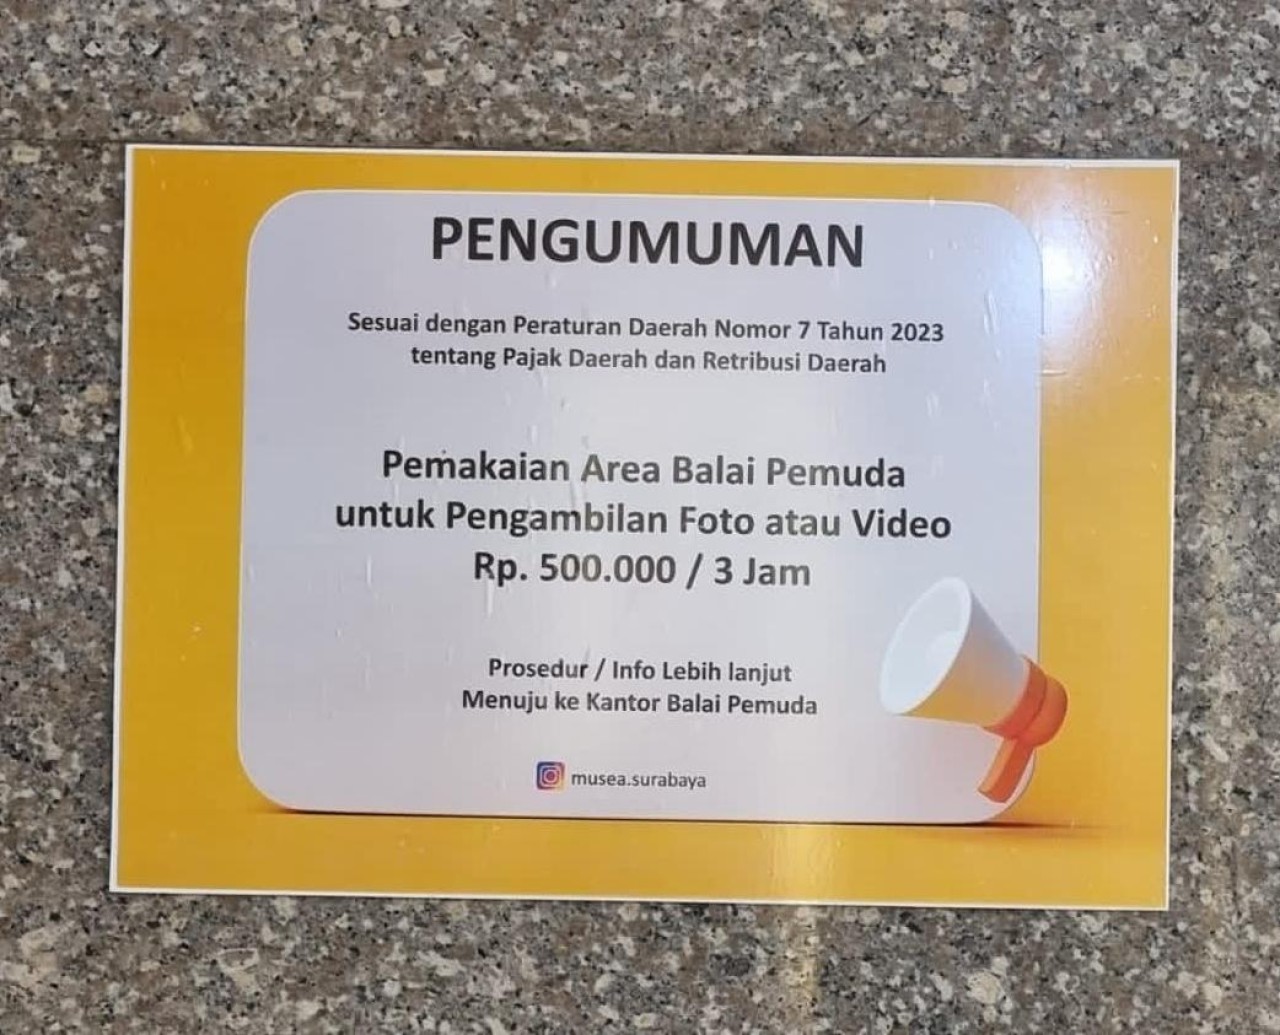 PENGUMUMAN
Sesuai dengan Peraturan Daerah Nomor 7 Tahun 2023
tentang Pajak Daerah dan Retribusi Daerah
Pemakaian Area Balai Pemuda
untuk Pengambilan Foto atau Video
Rp. 500.000 / 3 Jam
Prosedur / Info Lebih lanjut
Menuju ke Kantor Balai Pemuda
musea.surabaya